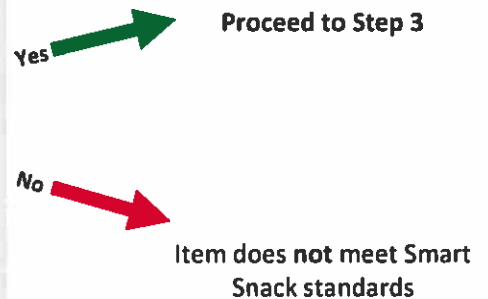 Proceed to Step 3
Yes
No
Item does not meet Smart
Snack standards